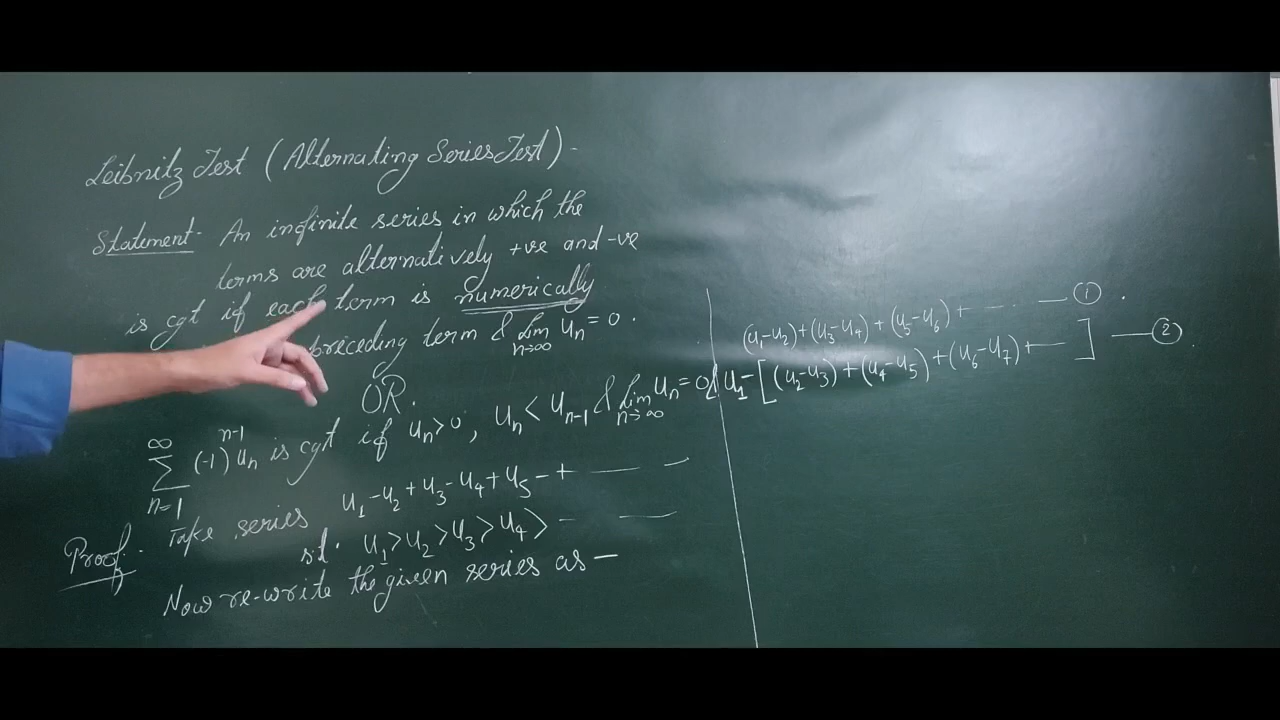 Leibnitz Test (Alternating Series Test) -
Statement- An infinite series in which the
terms are alternatively +ve and -ve
is cgt if each term is numerically
preceding term & lim n→∞ Un = 0.
OR.
∞ Σ n=1 (-1)^{n-1} Un is cgt if Un>0, Un < Un-1 & lim n→∞ Un = 0
Proof:- Take series U1 - U2 + U3 - U4 + U5 - + — —
st. U1 > U2 > U3 > U4 > - —
Now re-write the given series as —
(U1-U2)+(U3-U4)+(U5-U6)+ - — — ①.
U1-[(U2-U3)+(U4-U5)+(U6-U7)+ — ] — ②.